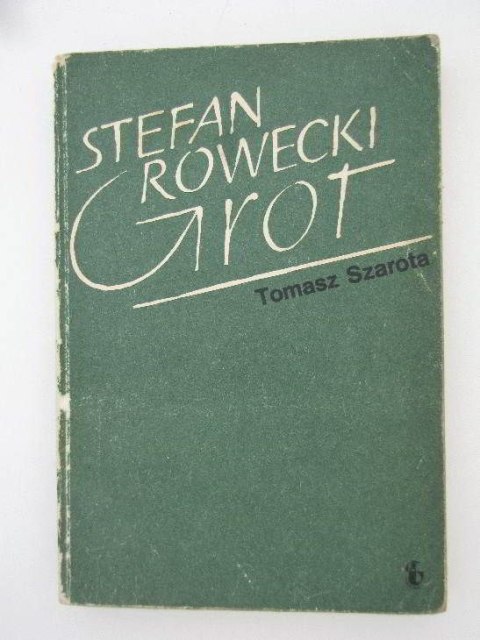 STEFAN
ROWECKI
Grot
Tomasz Szarota